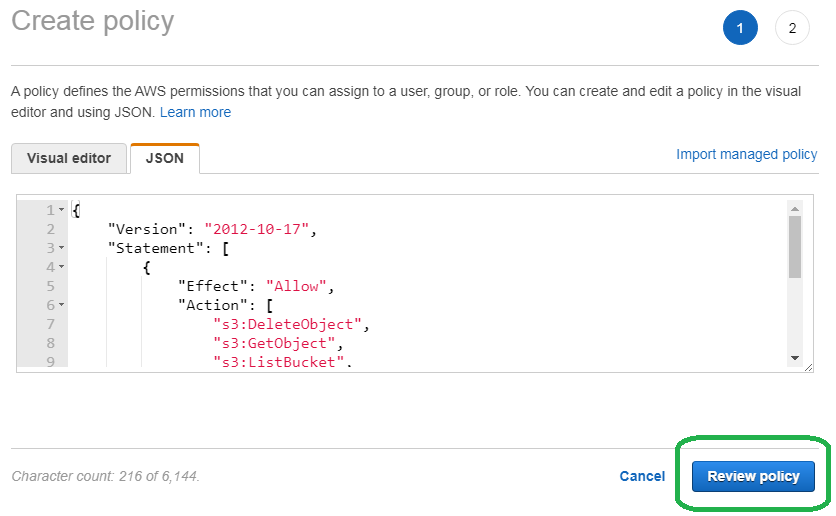 Create policy
1
2
A policy defines the AWS permissions that you can assign to a user, group, or role. You can create and edit a policy in the visual
editor and using JSON. Learn more
Visual editor
JSON
Import managed policy
1 {
2 "Version": "2012-10-17",
3 "Statement": [
4 {
5 "Effect": "Allow",
6 "Action": [
7 "s3:DeleteObject",
8 "s3:GetObject",
9 "s3:ListBucket",
Character count: 216 of 6,144.
Cancel
Review policy